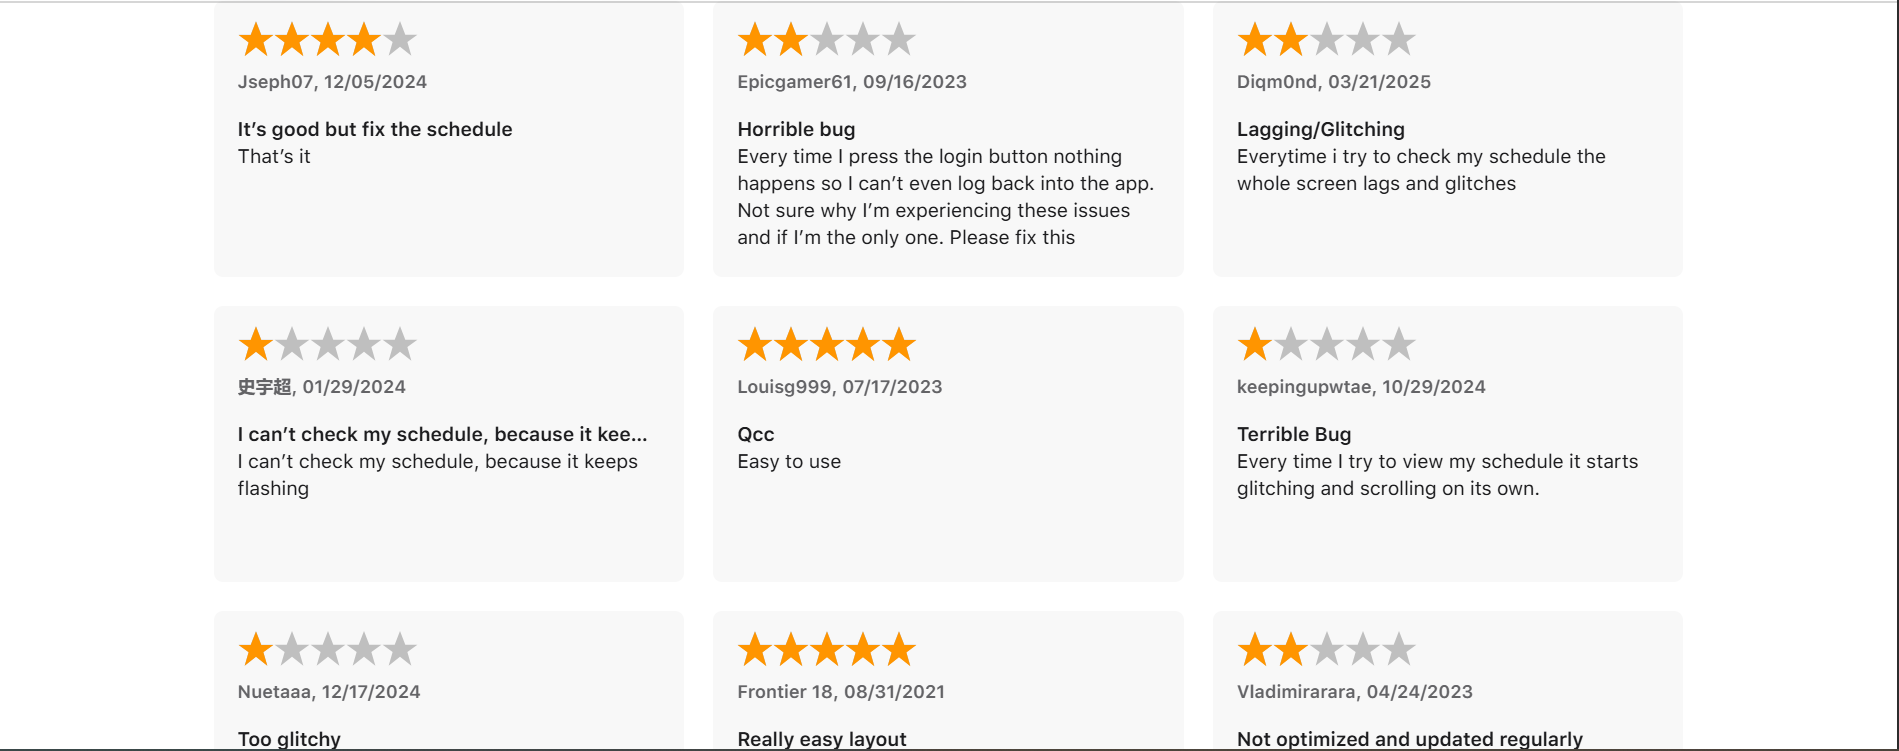 Jseph07, 12/05/2024
It’s good but fix the schedule
That’s it
Epicgamer61, 09/16/2023
Horrible bug
Every time I press the login button nothing
happens so I can’t even log back into the app.
Not sure why I’m experiencing these issues
and if I’m the only one. Please fix this
Diqm0nd, 03/21/2025
Lagging/Glitching
Everytime i try to check my schedule the
whole screen lags and glitches
史宇超, 01/29/2024
I can’t check my schedule, because it kee...
I can’t check my schedule, because it keeps
flashing
Louisg999, 07/17/2023
Qcc
Easy to use
keepingupwtae, 10/29/2024
Terrible Bug
Every time I try to view my schedule it starts
glitching and scrolling on its own.
Nuetaaa, 12/17/2024
Too glitchy
Frontier 18, 08/31/2021
Really easy layout
Vladimirarara, 04/24/2023
Not optimized and updated regularly